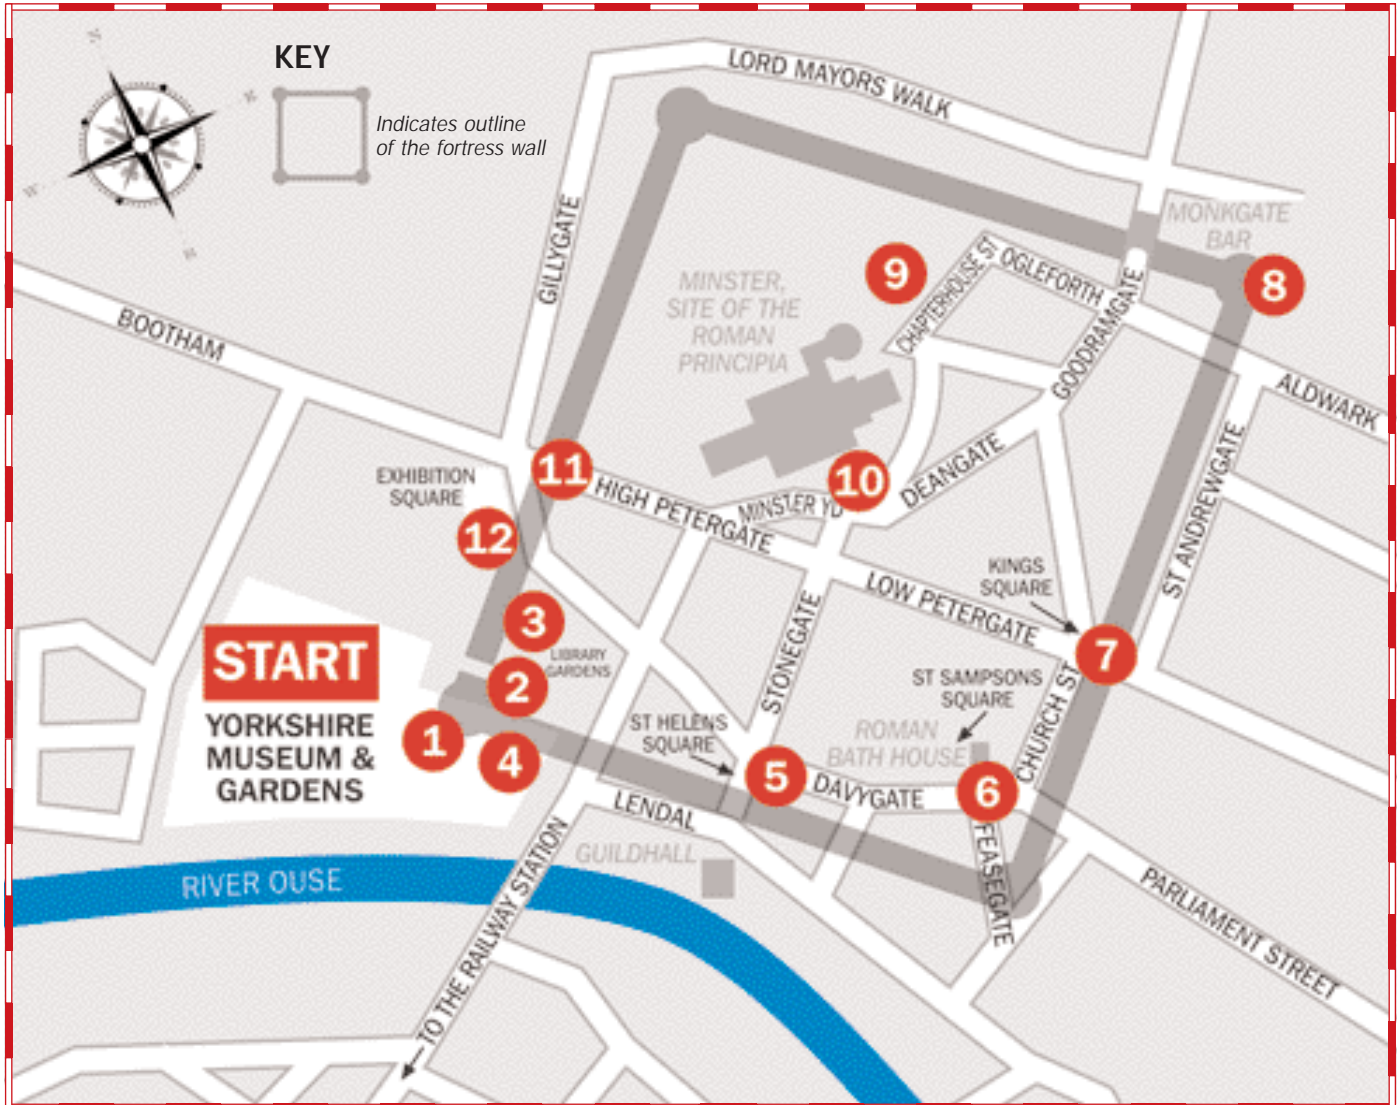 KEY
Indicates outline
of the fortress wall
N
E
S
W
LORD MAYORS WALK
MONKGATE
BAR
GILLYGATE
BOOTHAM
MINSTER,
SITE OF THE
ROMAN
PRINCIPIA
9
CHAPTERHOUSE ST
OGLEFORTH
GOODRAMGATE
8
ALDWARK
ST ANDREWGATE
EXHIBITION
SQUARE
11
HIGH PETERGATE
MINSTER YD
10
DEANGATE
12
KINGS
SQUARE
LOW PETERGATE
7
3
LIBRARY
GARDENS
2
START
YORKSHIRE
MUSEUM &
GARDENS
1
4
STONEGATE
ST HELENS
SQUARE
5
ST SAMPSONS
SQUARE
ROMAN
BATH HOUSE
CHURCH ST
DAVYGATE
6
FEASEGATE
LENDAL
GUILDHALL
PARLIAMENT STREET
RIVER OUSE
TO THE RAILWAY STATION